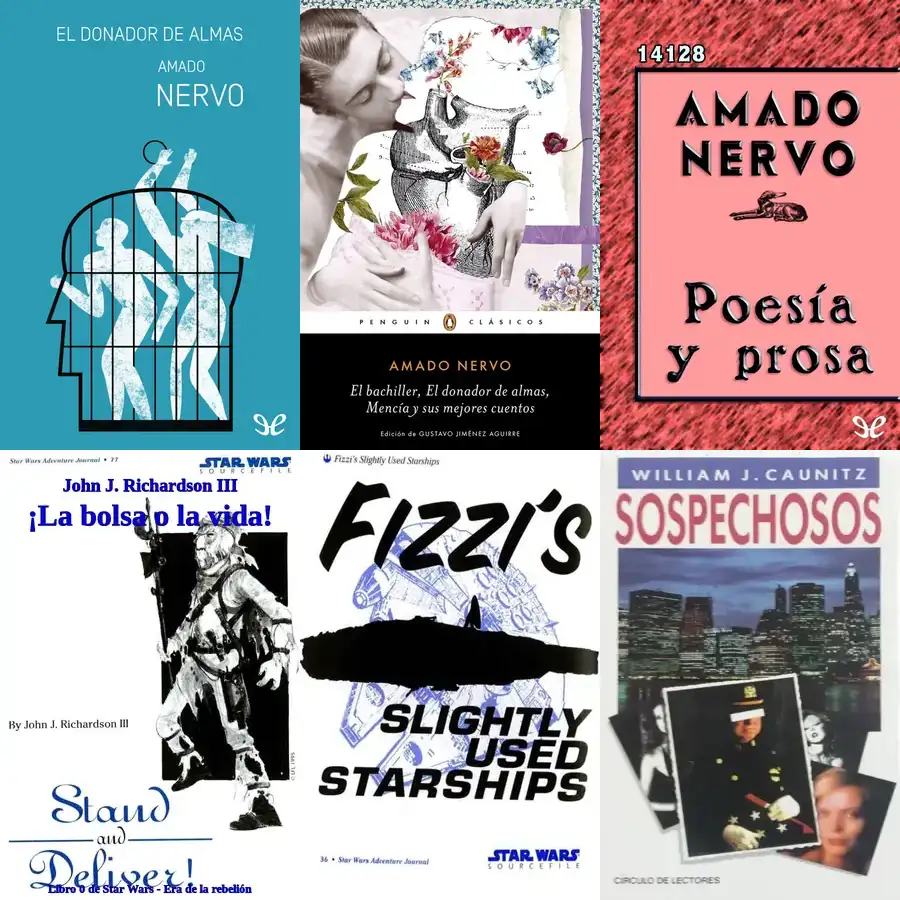 EL DONADOR DE ALMAS
AMADO
NERVO
PENGUIN CLÁSICOS
AMADO NERVO
El bachiller, El donador de almas,
Mencía y sus mejores cuentos
Edición de GUSTAVO JIMÉNEZ AGUIRRE
14128
AMADO
NERVO
Poesía
y prosa
Star Wars Adventure Journal • 77
STAR WARS
SOURCEFILE
John J. Richardson III
¡La bolsa o la vida!
By John J. Richardson III
Stand
and
Deliver!
Libro 0 de Star Wars - Era de la rebelión
Fizzi's Slightly Used Starships
FIZZI'S
SLIGHTLY
USED
STARSHIPS
36 • Star Wars Adventure Journal
STAR WARS
SOURCEFILE
WILLIAM J. CAUNITZ
SOSPECHOSOS
CIRCULO DE LECTORES